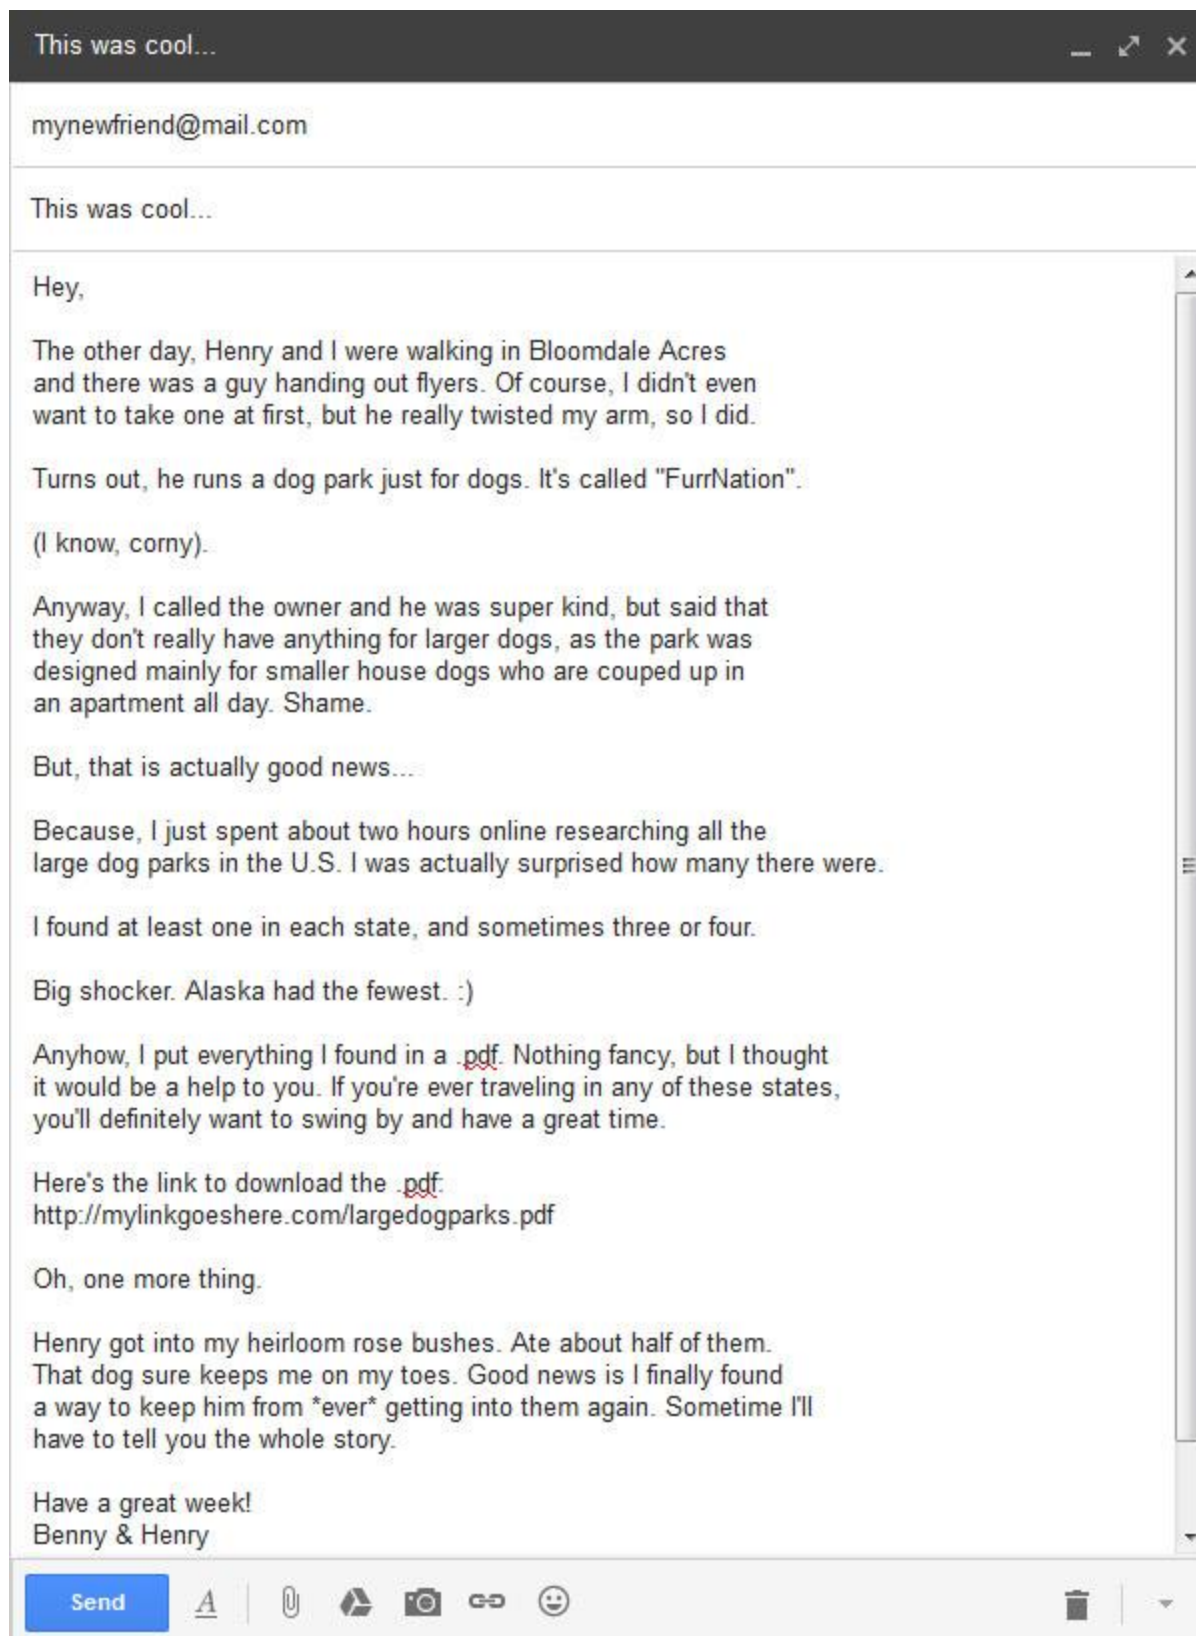 This was cool...
mynewfriend@mail.com
This was cool...
Hey,
The other day, Henry and I were walking in Bloomdale Acres
and there was a guy handing out flyers. Of course, I didn't even
want to take one at first, but he really twisted my arm, so I did.
Turns out, he runs a dog park just for dogs. It's called "FurrNation".
(I know, corny).
Anyway, I called the owner and he was super kind, but said that
they don't really have anything for larger dogs, as the park was
designed mainly for smaller house dogs who are couped up in
an apartment all day. Shame.
But, that is actually good news...
Because, I just spent about two hours online researching all the
large dog parks in the U.S. I was actually surprised how many there were.
I found at least one in each state, and sometimes three or four.
Big shocker. Alaska had the fewest. :)
Anyhow, I put everything I found in a .pdf. Nothing fancy, but I thought
it would be a help to you. If you're ever traveling in any of these states,
you'll definitely want to swing by and have a great time.
Here's the link to download the .pdf:
http://mylinkgoeshere.com/largedogparks.pdf
Oh, one more thing.
Henry got into my heirloom rose bushes. Ate about half of them.
That dog sure keeps me on my toes. Good news is I finally found
a way to keep him from *ever* getting into them again. Sometime I'll
have to tell you the whole story.
Have a great week!
Benny & Henry
Send A